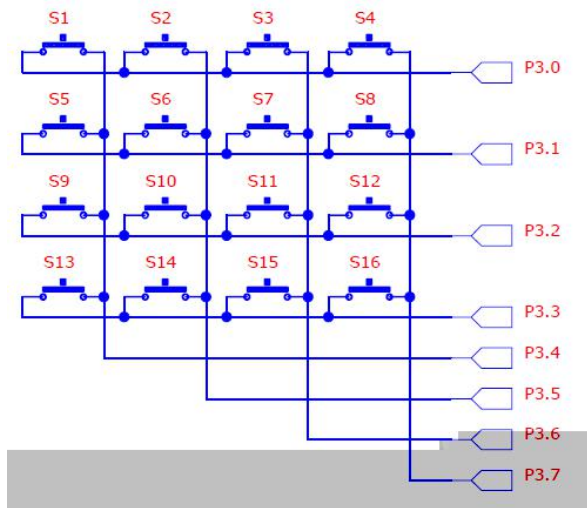 S1 S2 S3 S4
P3.0
S5 S6 S7 S8
P3.1
S9 S10 S11 S12
P3.2
S13 S14 S15 S16
P3.3
P3.4
P3.5
P3.6
P3.7